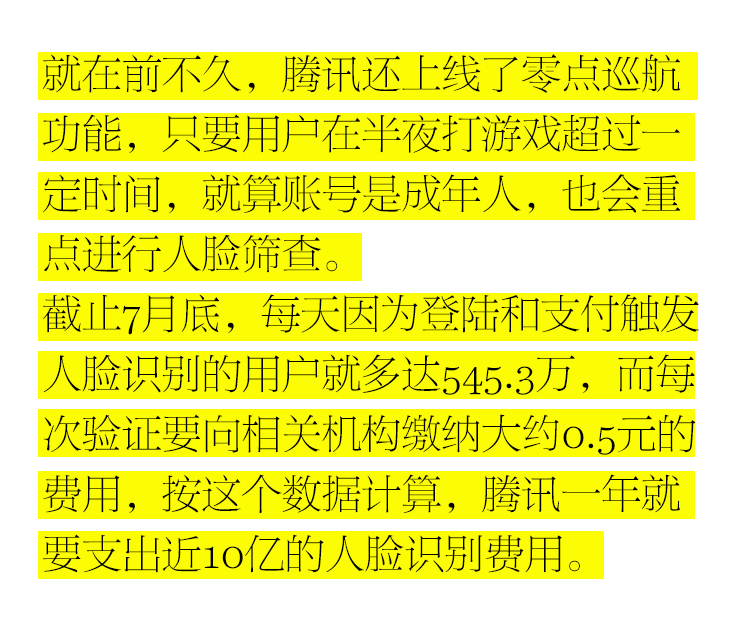 就在前不久，腾讯还上线了零点巡航
功能，只要用户在半夜打游戏超过一
定时间，就算账号是成年人，也会重
点进行人脸筛查。
截止7月底，每天因为登陆和支付触发
人脸识别的用户就多达545.3万，而每
次验证要向相关机构缴纳大约0.5元的
费用，按这个数据计算，腾讯一年就
要支出近10亿的人脸识别费用。